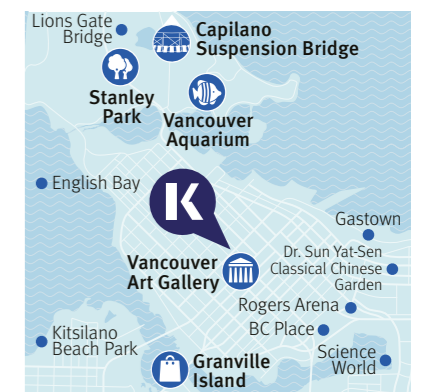 Lions Gate
Bridge
Capilano
Suspension Bridge
Stanley
Park
Vancouver
Aquarium
English Bay
K
Gastown
Dr. Sun Yat-Sen
Classical Chinese
Garden
Vancouver
Art Gallery
Rogers Arena
BC Place
Kitsilano
Beach Park
Granville
Island
Science
World